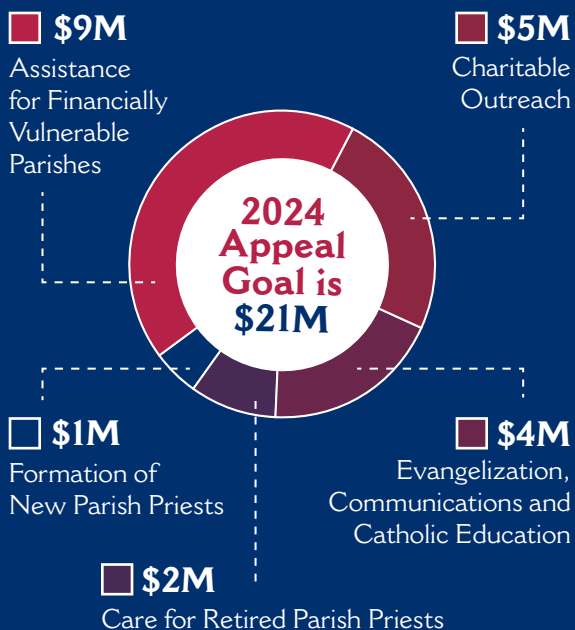 $9M
Assistance
for Financially
Vulnerable
Parishes
$5M
Charitable
Outreach
2024
Appeal
Goal is
$21M
$1M
Formation of
New Parish Priests
$4M
Evangelization,
Communications and
Catholic Education
$2M
Care for Retired Parish Priests